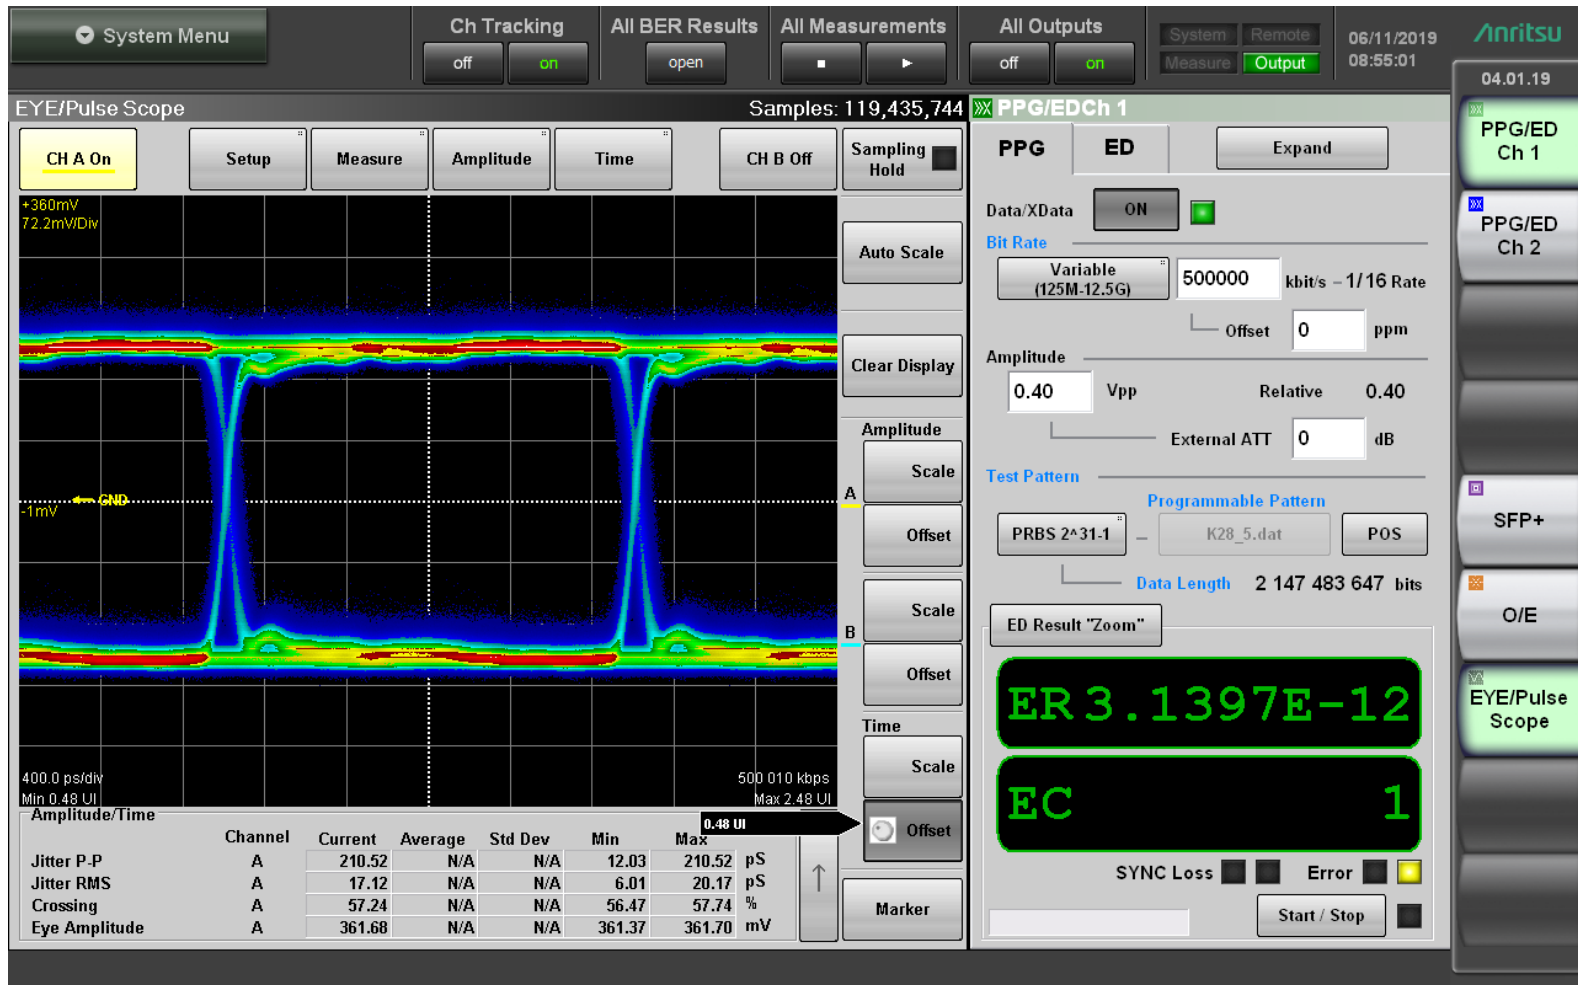 System Menu
Ch Tracking
off
on
All BER Results
open
All Measurements
All Outputs
off
on
System
Remote
Measure
Output
06/11/2019
08:55:01
Anritsu
04.01.19
EYE/Pulse Scope
Samples: 119,435,744
CH A On
Setup
Measure
Amplitude
Time
CH B Off
Sampling
Hold
+360mV
72.2mV/Div
GND
-1mV
400.0 ps/div
Min 0.48 UI
500 010 kbps
Max 2.48 UI
Auto Scale
Clear Display
Amplitude
A
Scale
Offset
B
Scale
Offset
Time
Scale
0.48 UI
Offset
Marker
Amplitude/Time
Channel Current Average Std Dev Min Max
Jitter P-P A 210.52 N/A N/A 12.03 210.52 pS
Jitter RMS A 17.12 N/A N/A 6.01 20.17 pS
Crossing A 57.24 N/A N/A 56.47 57.74 %
Eye Amplitude A 361.68 N/A N/A 361.37 361.70 mV
PPG/EDCh 1
PPG
ED
Expand
Data/XData ON
Bit Rate
Variable
(125M-12.5G)
500000 kbit/s – 1/16 Rate
Offset 0 ppm
Amplitude
0.40 Vpp Relative 0.40
External ATT 0 dB
Test Pattern
Programmable Pattern
PRBS 2^31-1 – K28_5.dat POS
Data Length 2 147 483 647 bits
ED Result "Zoom"
ER 3.1397E-12
EC 1
SYNC Loss
Error
Start / Stop
PPG/ED
Ch 1
PPG/ED
Ch 2
SFP+
O/E
EYE/Pulse
Scope